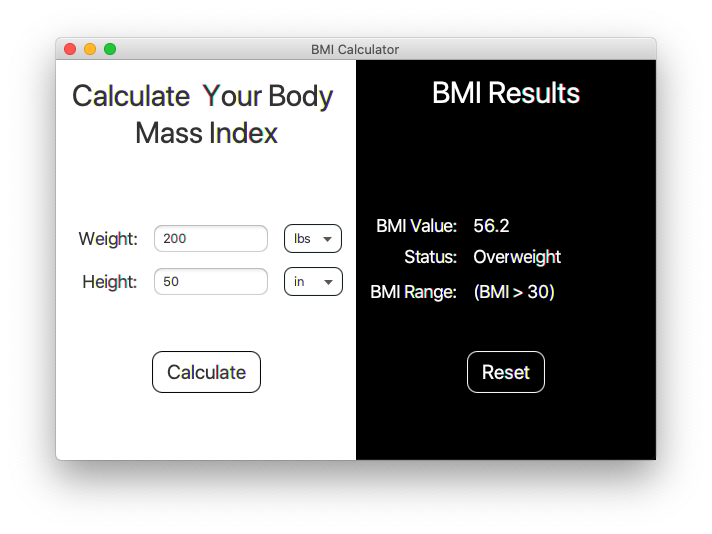 BMI Calculator
Calculate  Your Body
Mass Index
Weight: 200 lbs
Height: 50 in
Calculate
BMI Results
BMI Value: 56.2
Status: Overweight
BMI Range: (BMI > 30)
Reset